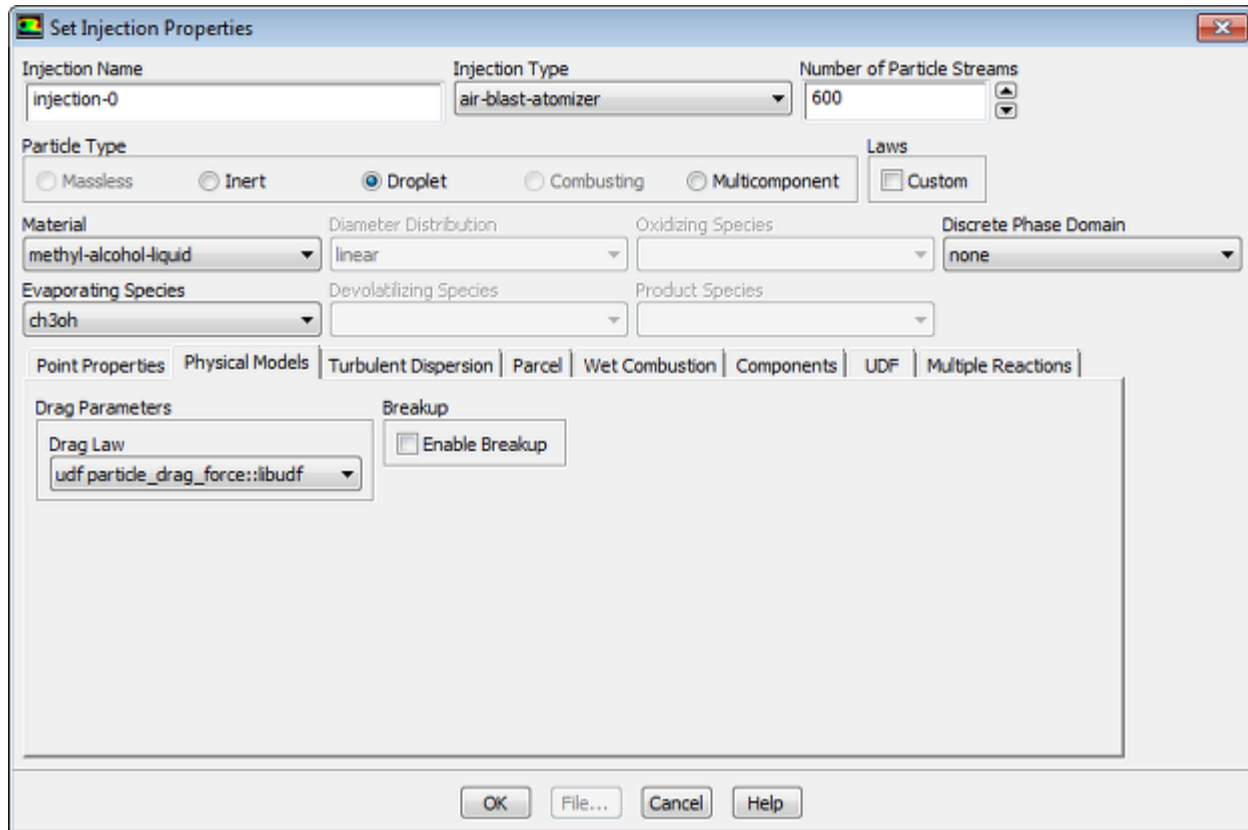 Set Injection Properties
Injection Name Injection Type Number of Particle Streams
injection-0 air-blast-atomizer 600
Particle Type Laws
Massless Inert Droplet Combusting Multicomponent Custom
Material Diameter Distribution Oxidizing Species Discrete Phase Domain
methyl-alcohol-liquid linear none
Evaporating Species Devolatilizing Species Product Species
ch3oh
Point Properties Physical Models Turbulent Dispersion Parcel Wet Combustion Components UDF Multiple Reactions
Drag Parameters Breakup
Drag Law Enable Breakup
udf particle_drag_force::libudf
OK File... Cancel Help